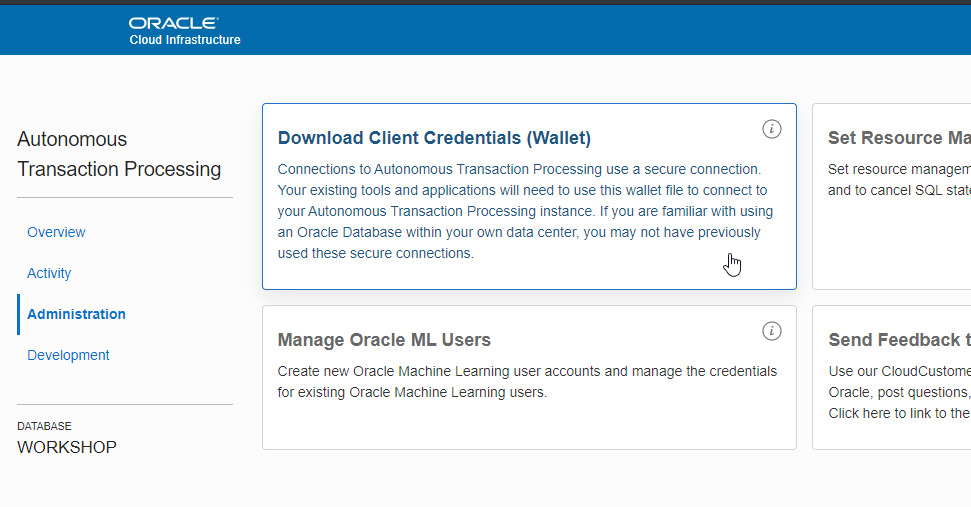 ORACLE
Cloud Infrastructure
Autonomous
Transaction Processing
Overview
Activity
Administration
Development
DATABASE
WORKSHOP
Download Client Credentials (Wallet)
Connections to Autonomous Transaction Processing use a secure connection.
Your existing tools and applications will need to use this wallet file to connect to
your Autonomous Transaction Processing instance. If you are familiar with using
an Oracle Database within your own data center, you may not have previously
used these secure connections.
Set Resource Ma
Set resource managem
and to cancel SQL state
Manage Oracle ML Users
Create new Oracle Machine Learning user accounts and manage the credentials
for existing Oracle Machine Learning users.
Send Feedback t
Use our CloudCustome
Oracle, post questions,
Click here to link to the